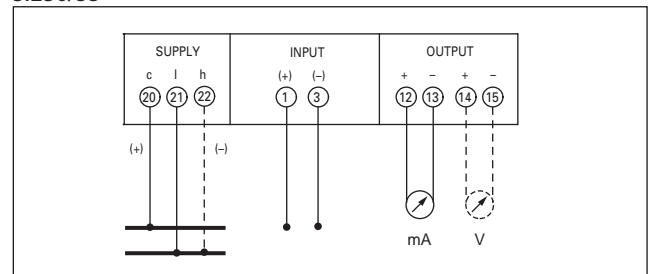 SUPPLY INPUT OUTPUT
c l h (+) (–) + – + –
20 21 22 1 3 12 13 14 15
(+) (–)
mA V